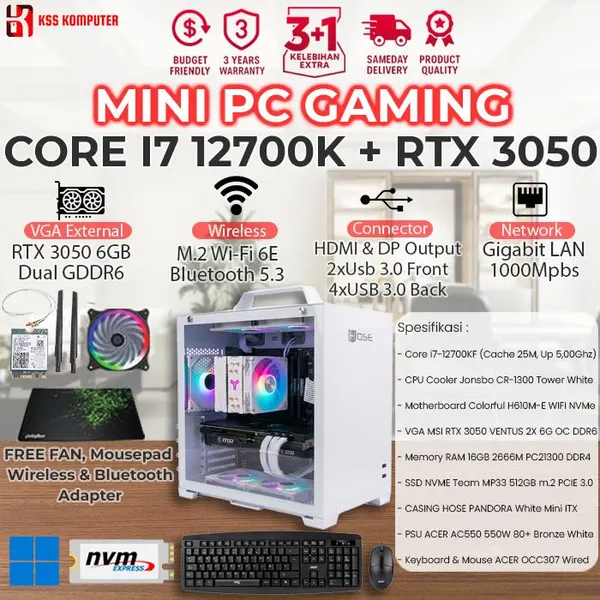 KSS KOMPUTER
BUDGET
FRIENDLY
3
3 YEARS
WARRANTY
3+1
KELEBIHAN
EXTRA
SAMEDAY
DELIVERY
PRODUCT
QUALITY
MINI PC GAMING
CORE I7 12700K + RTX 3050
VGA External
RTX 3050 6GB
Dual GDDR6
Wireless
M.2 Wi-Fi 6E
Bluetooth 5.3
Connector
HDMI & DP Output
2xUsb 3.0 Front
4xUSB 3.0 Back
Network
Gigabit LAN
1000Mpbs
HOSE
msi
FREE FAN, Mousepad
Wireless & Bluetooth
Adapter
Spesifikasi :
- Core i7-12700KF (Cache 25M, Up 5,00Ghz)
- CPU Cooler Jonsbo CR-1300 Tower White
- Motherboard Colorful H610M-E WIFI NVMe
- VGA MSI RTX 3050 VENTUS 2X 6G OC DDR6
- Memory RAM 16GB 2666M PC21300 DDR4
- SSD NVME Team MP33 512GB m.2 PCIE 3.0
- CASING HOSE PANDORA White Mini ITX
- PSU ACER AC550 550W 80+ Bronze White
- Keyboard & Mouse ACER OCC307 Wired
nvm
EXPRESS